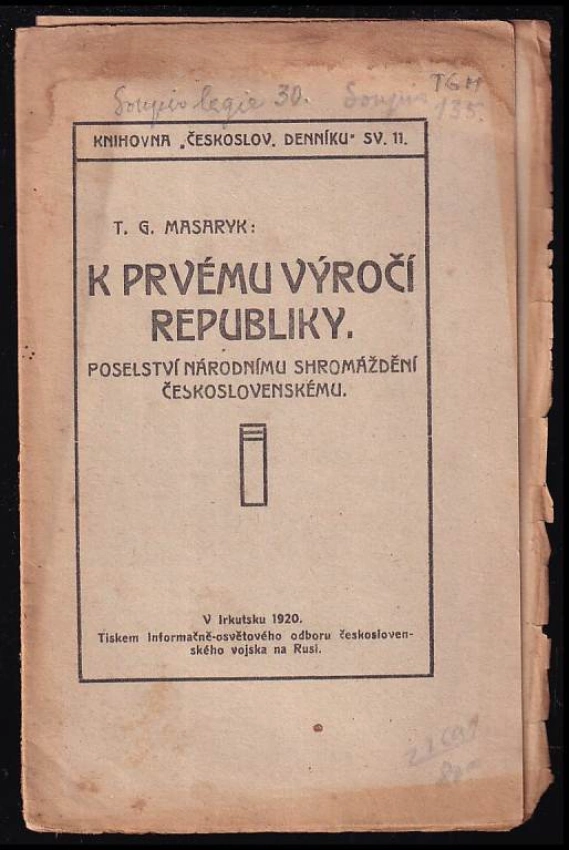 Soupis legie 30. Soupis TGM
135.
KNIHOVNA „ČESKOSLOV. DENNÍKU" SV. 11.
T. G. MASARYK:
K PRVÉMU VÝROČÍ
REPUBLIKY.
POSELSTVÍ NÁRODNÍMU SHROMÁŽDĚNÍ
ČESKOSLOVENSKÉMU.
V Irkutsku 1920.
Tiskem Informačně-osvětového odboru českosloven-
ského vojska na Rusi.